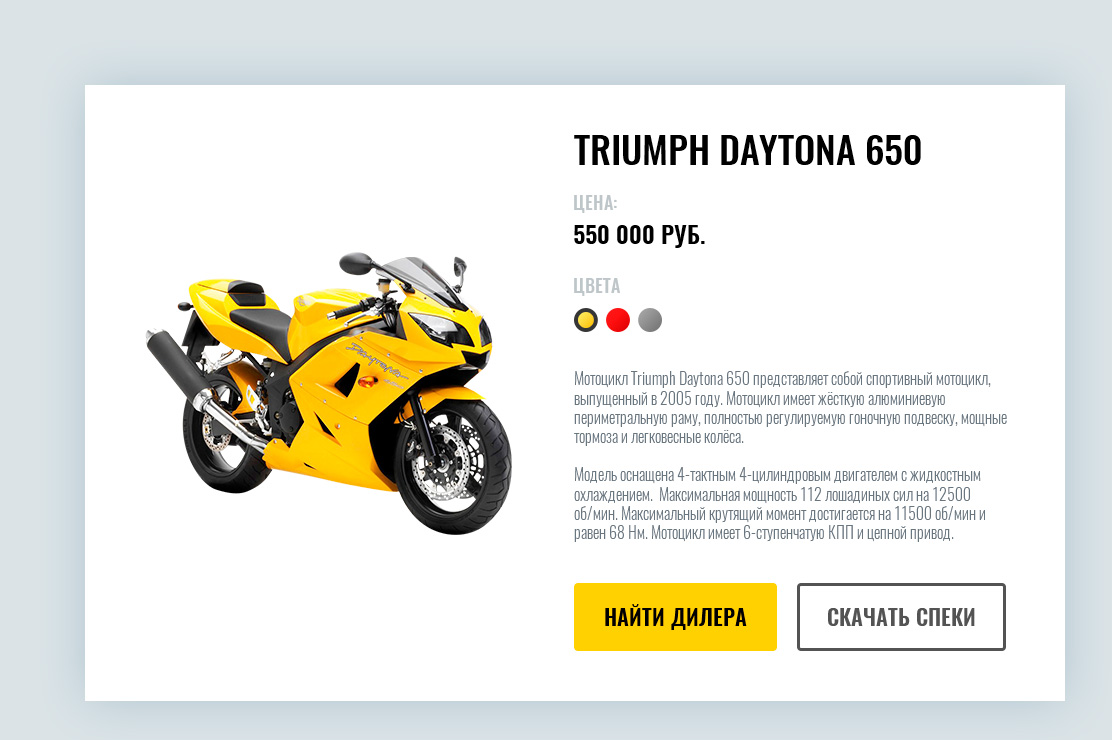 TRIUMPH DAYTONA 650
ЦЕНА:
550 000 РУБ.
ЦВЕТА
Мотоцикл Triumph Daytona 650 представляет собой спортивный мотоцикл,
выпущенный в 2005 году. Мотоцикл имеет жёсткую алюминиевую
периметральную раму, полностью регулируемую гоночную подвеску, мощные
тормоза и легковесные колёса.
Модель оснащена 4-тактным 4-цилиндровым двигателем с жидкостным
охлаждением. Максимальная мощность 112 лошадиных сил на 12500
об/мин. Максимальный крутящий момент достигается на 11500 об/мин и
равен 68 Нм. Мотоцикл имеет 6-ступенчатую КПП и цепной привод.
НАЙТИ ДИЛЕРА
СКАЧАТЬ СПЕКИ